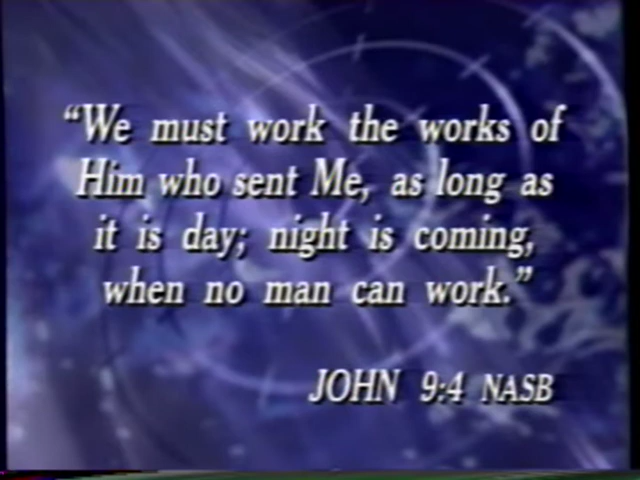 “We must work the works of
Him who sent Me, as long as
it is day; night is coming,
when no man can work.”
JOHN 9:4 NASB